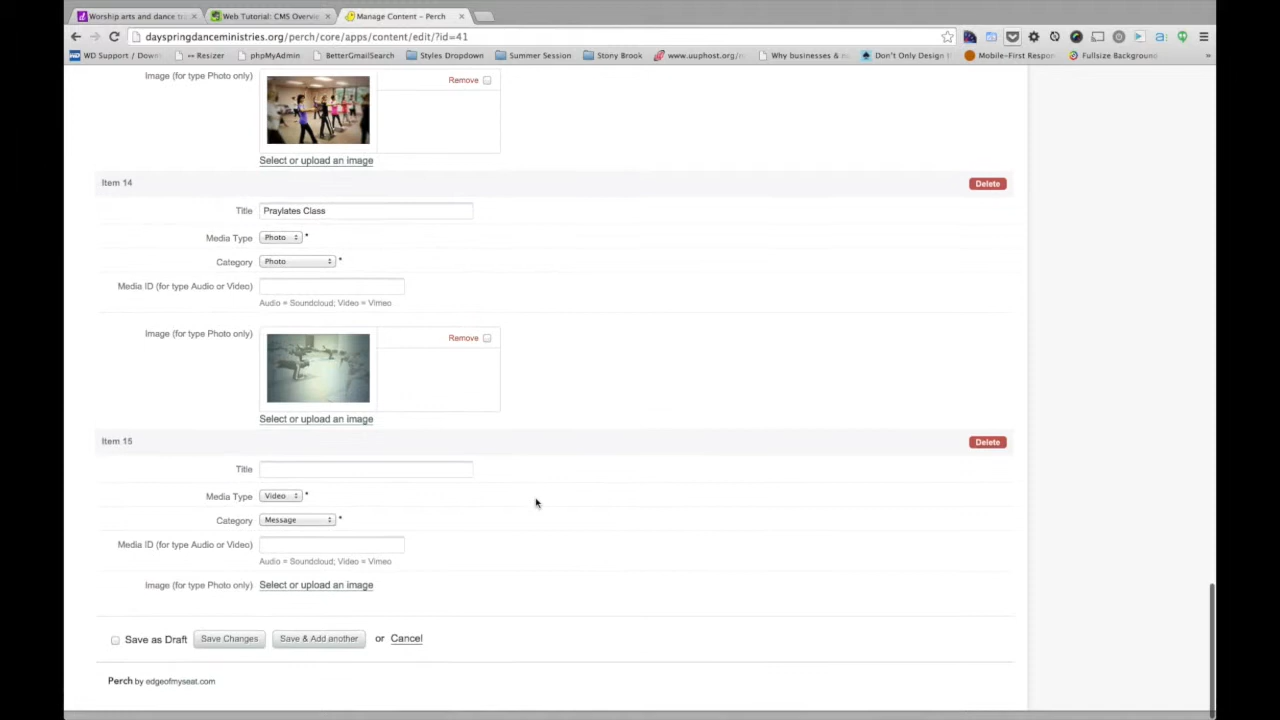 Worship arts and dance tr
Web Tutorial: CMS Overvie
Manage Content – Perch
dayspringdanceministries.org/perch/core/apps/content/edit/?id=41
WD Support / Down
Resizer
phpMyAdmin
BetterGmailSearch
Styles Dropdown
Summer Session
Stony Brook
www.uuphost.org/
Why businesses &
Don't Only Design
Mobile-First Respon
Fullsize Background
Image (for type Photo only)
Remove
Select or upload an image
Item 14
Delete
Title
Praylates Class
Media Type
Photo
*
Category
Photo
*
Media ID (for type Audio or Video)
Audio = Soundcloud; Video = Vimeo
Image (for type Photo only)
Remove
Select or upload an image
Item 15
Delete
Title
Media Type
Video
*
Category
Message
*
Media ID (for type Audio or Video)
Audio = Soundcloud; Video = Vimeo
Image (for type Photo only)
Select or upload an image
Save as Draft
Save Changes
Save & Add another
or
Cancel
Perch by edgeofmyseat.com